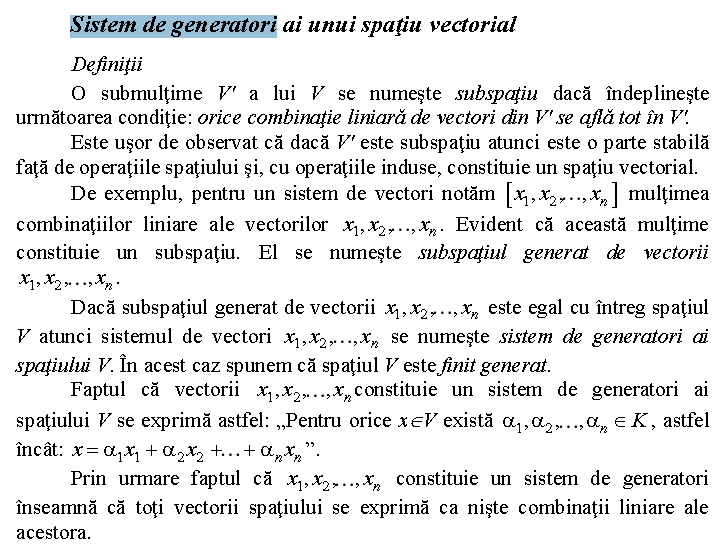 Sistem de generatori ai unui spaţiu vectorial
Definiţii
O submulţime V' a lui V se numeşte subspaţiu dacă îndeplineşte
următoarea condiţie: orice combinaţie liniară de vectori din V' se află tot în V'.
Este uşor de observat că dacă V' este subspaţiu atunci este o parte stabilă
faţă de operaţiile spaţiului şi, cu operaţiile induse, constituie un spaţiu vectorial.
De exemplu, pentru un sistem de vectori notăm [x₁, x₂,…, xₙ] mulţimea
combinaţiilor liniare ale vectorilor x₁, x₂,…, xₙ. Evident că această mulţime
constituie un subspaţiu. El se numeşte subspaţiul generat de vectorii
x₁, x₂,…, xₙ.
Dacă subspaţiul generat de vectorii x₁, x₂,…, xₙ este egal cu întreg spaţiul
V atunci sistemul de vectori x₁, x₂,…, xₙ se numeşte sistem de generatori ai
spaţiului V. În acest caz spunem că spaţiul V este finit generat.
Faptul că vectorii x₁, x₂,…, xₙ constituie un sistem de generatori ai
spaţiului V se exprimă astfel: „Pentru orice x∈V există α₁, α₂,…, αₙ ∈ K, astfel
încât: x = α₁x₁ + α₂x₂ +…+ αₙxₙ”.
Prin urmare faptul că x₁, x₂,…, xₙ constituie un sistem de generatori
înseamnă că toţi vectorii spaţiului se exprimă ca nişte combinaţii liniare ale
acestora.